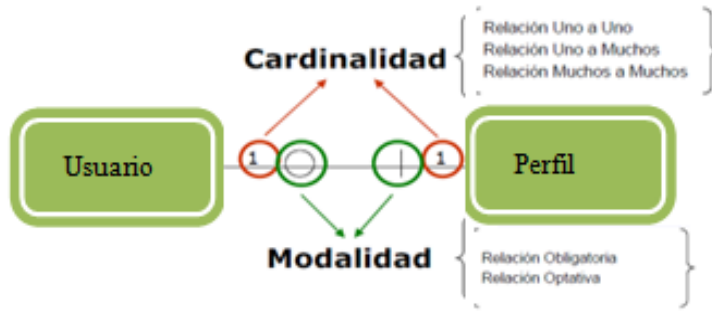 Relación Uno a Uno
Relación Uno a Muchos
Relación Muchos a Muchos
Cardinalidad
Usuario
1
1
Perfil
Modalidad
Relación Obligatoria
Relación Optativa